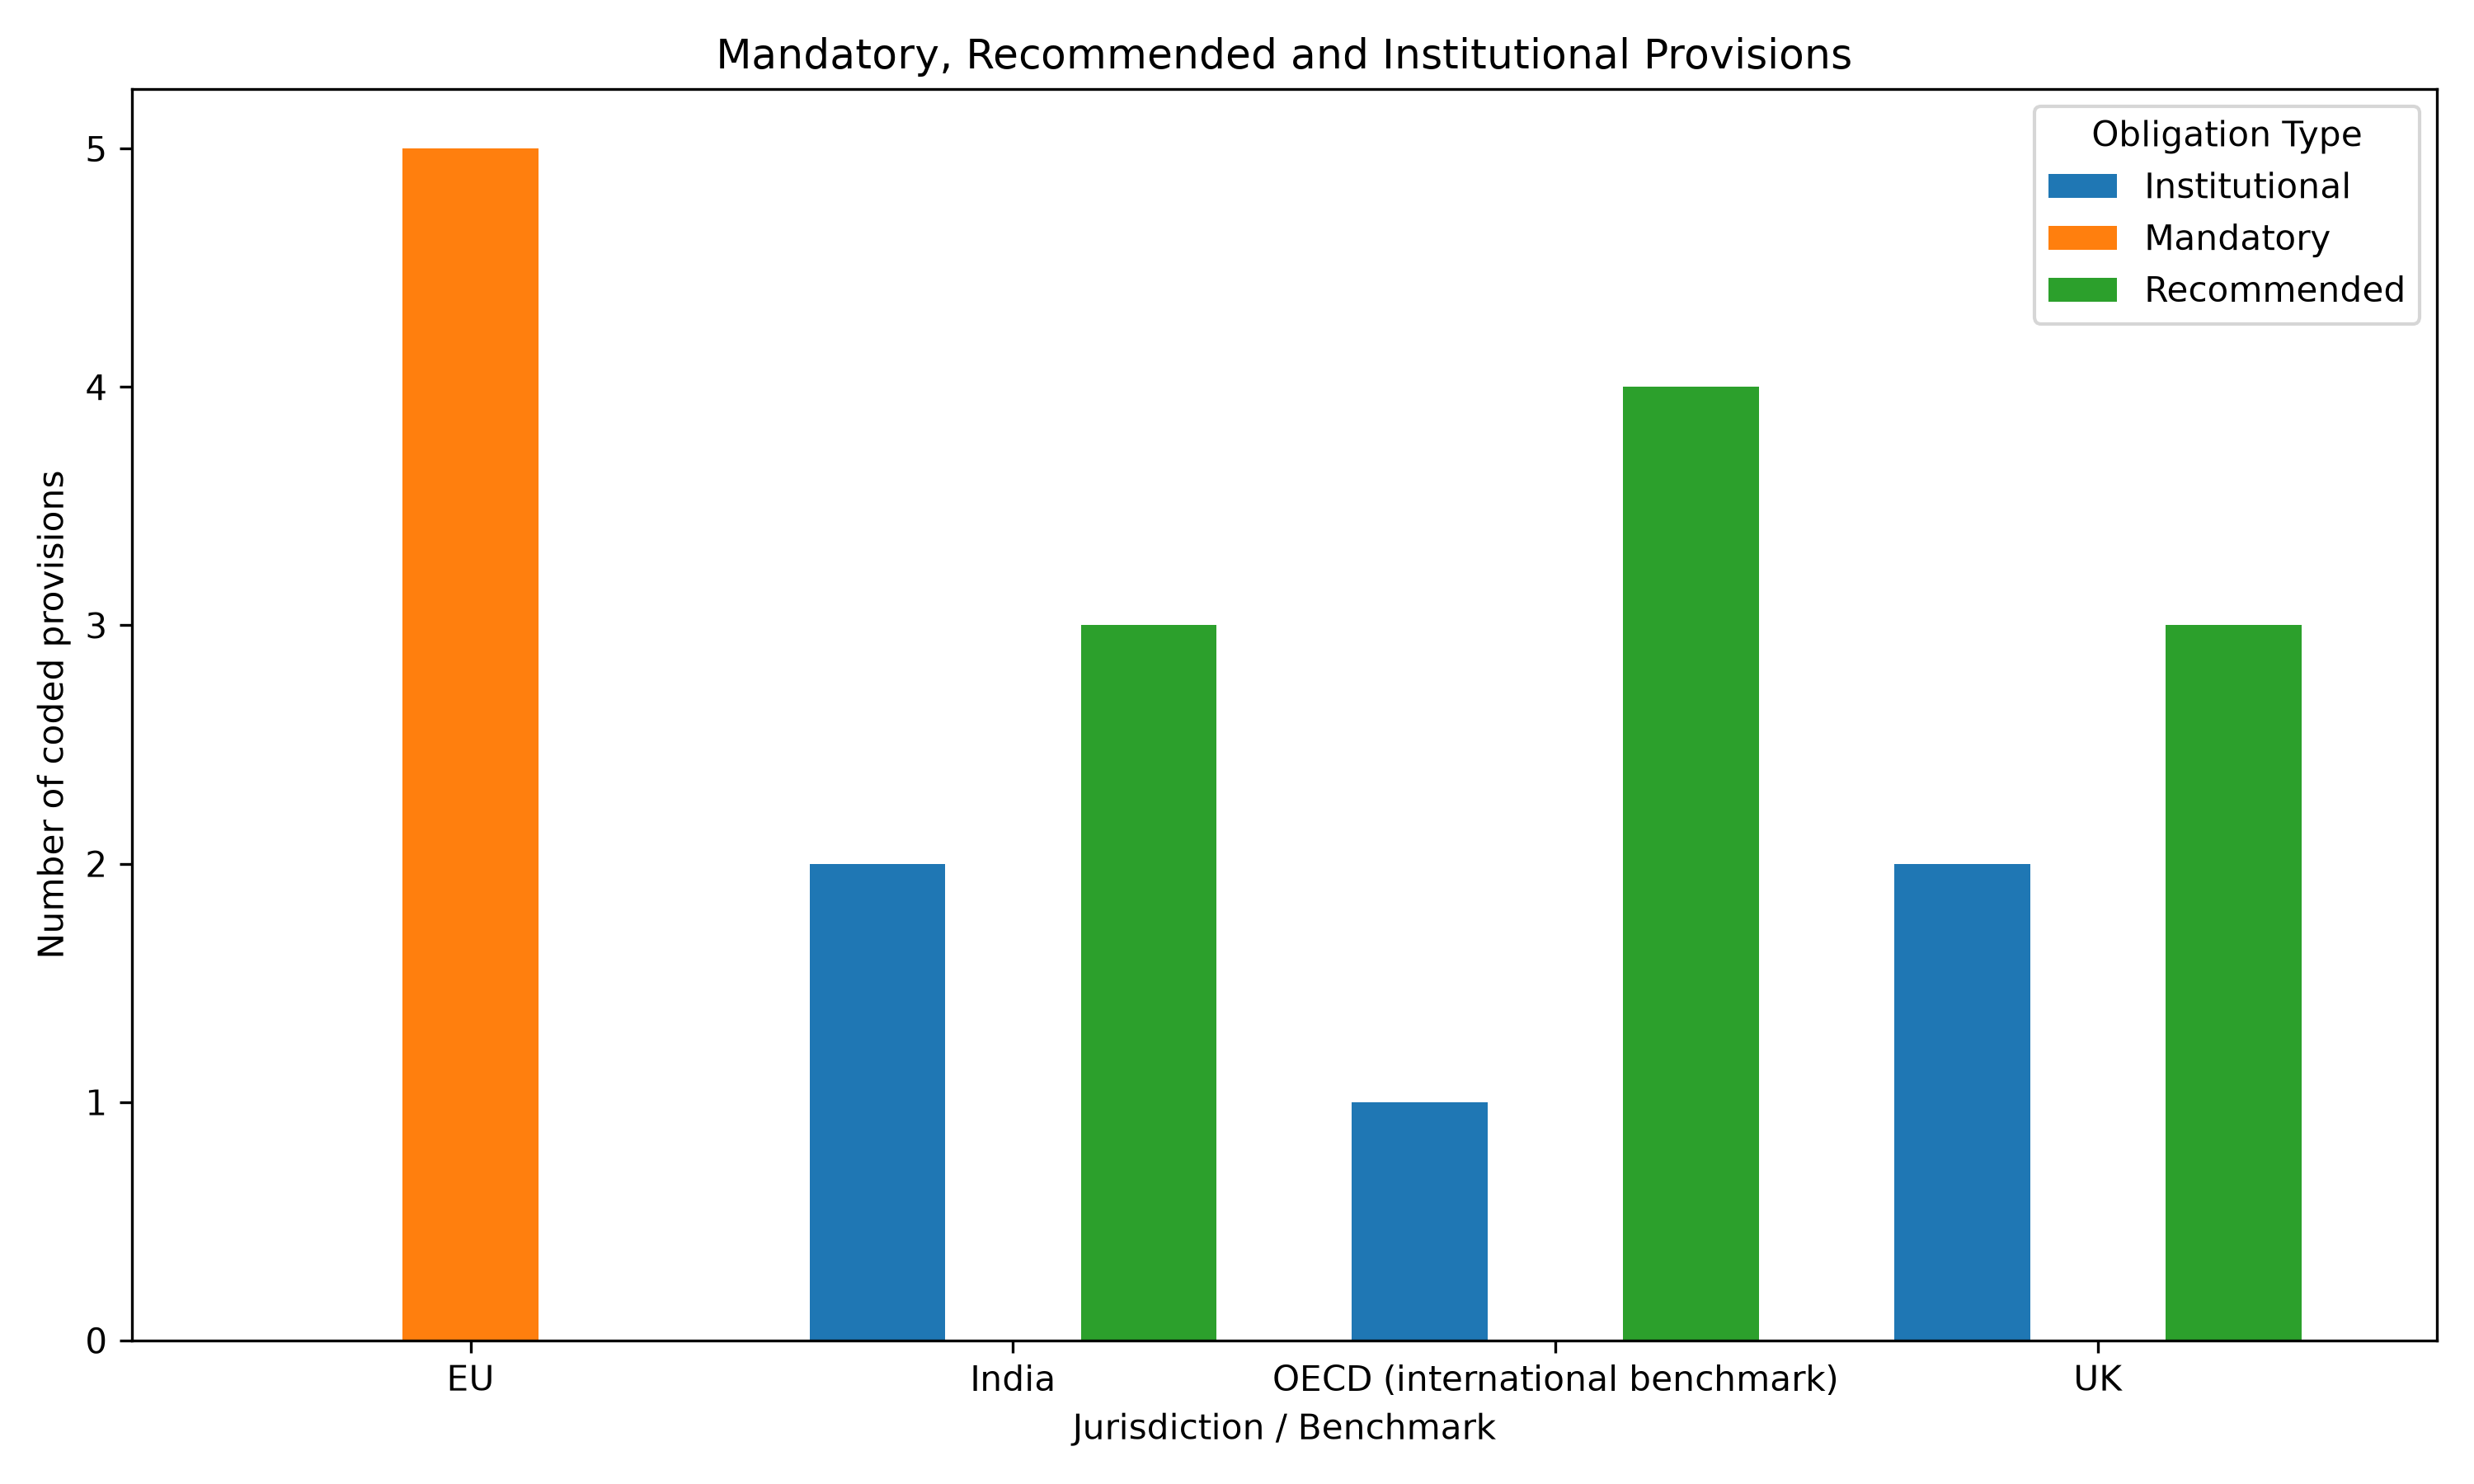 Mandatory, Recommended and Institutional Provisions
Obligation Type
Institutional
Mandatory
Recommended
Number of coded provisions
5
4
3
2
1
0
EU
India
OECD (international benchmark)
UK
Jurisdiction / Benchmark